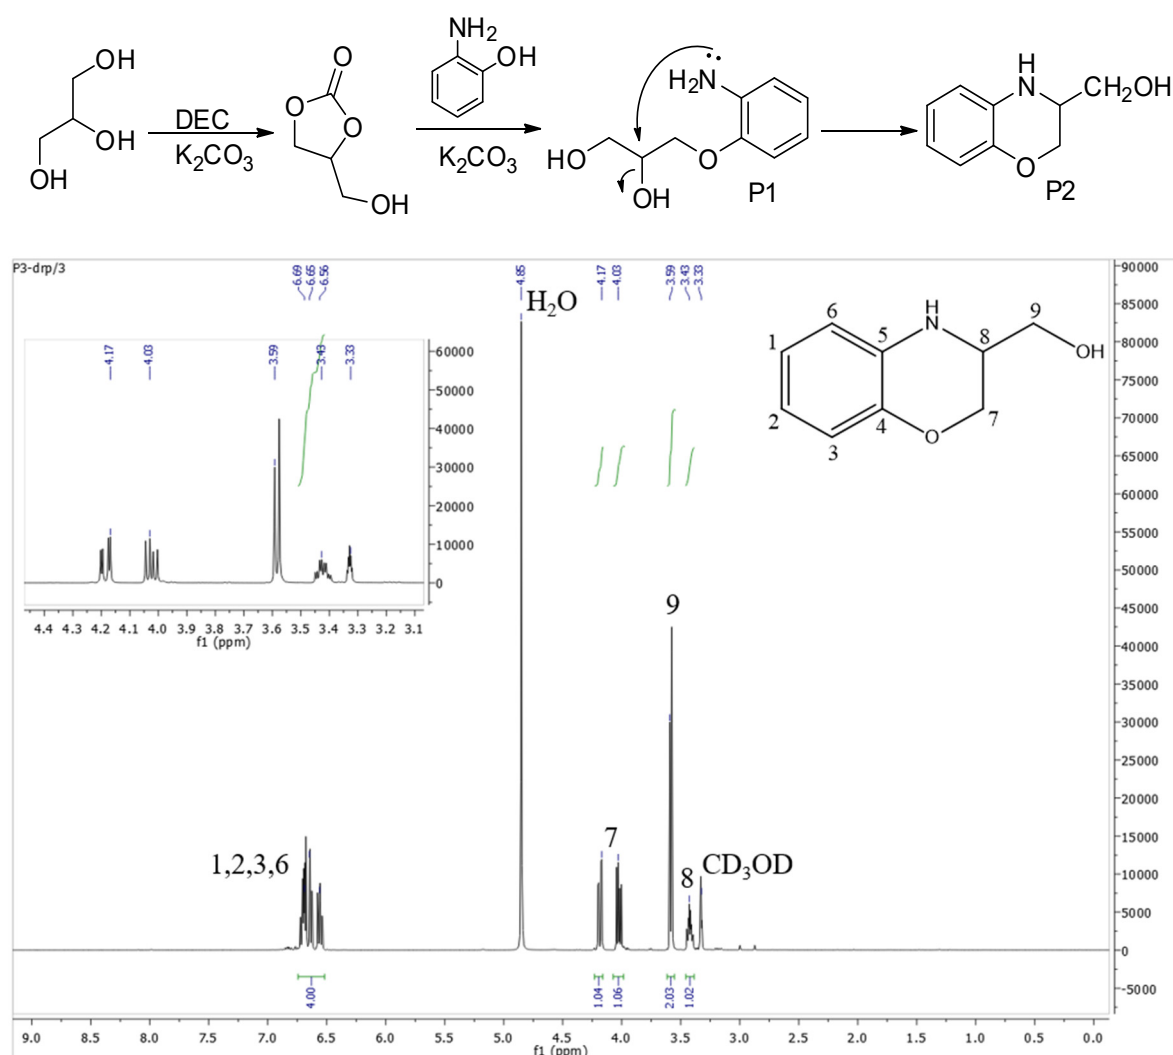 OH
OH
OH
DEC
K2CO3
O
O
O
OH
NH2
OH
K2CO3
H2N
HO
O
OH
P1
H
N
CH2OH
O
P2
P3-drp/3
6.69
6.65
6.56
4.85
4.17
4.03
3.59
3.43
3.33
H2O
90000
85000
80000
75000
70000
65000
60000
55000
50000
45000
40000
35000
30000
25000
20000
15000
10000
5000
0
-5000
4.17
4.03
3.59
3.43
3.33
60000
50000
40000
30000
20000
10000
0
4.4 4.3 4.2 4.1 4.0 3.9 3.8 3.7 3.6 3.5 3.4 3.3 3.2 3.1
f1 (ppm)
H
N
6
9
5
8
1
OH
2
4
7
O
3
9
7
1,2,3,6
8
CD3OD
4.00
1.04
1.06
2.03
1.02
9.0 8.5 8.0 7.5 7.0 6.5 6.0 5.5 5.0 4.5 4.0 3.5 3.0 2.5 2.0 1.5 1.0 0.5 0.0
f1 (ppm)